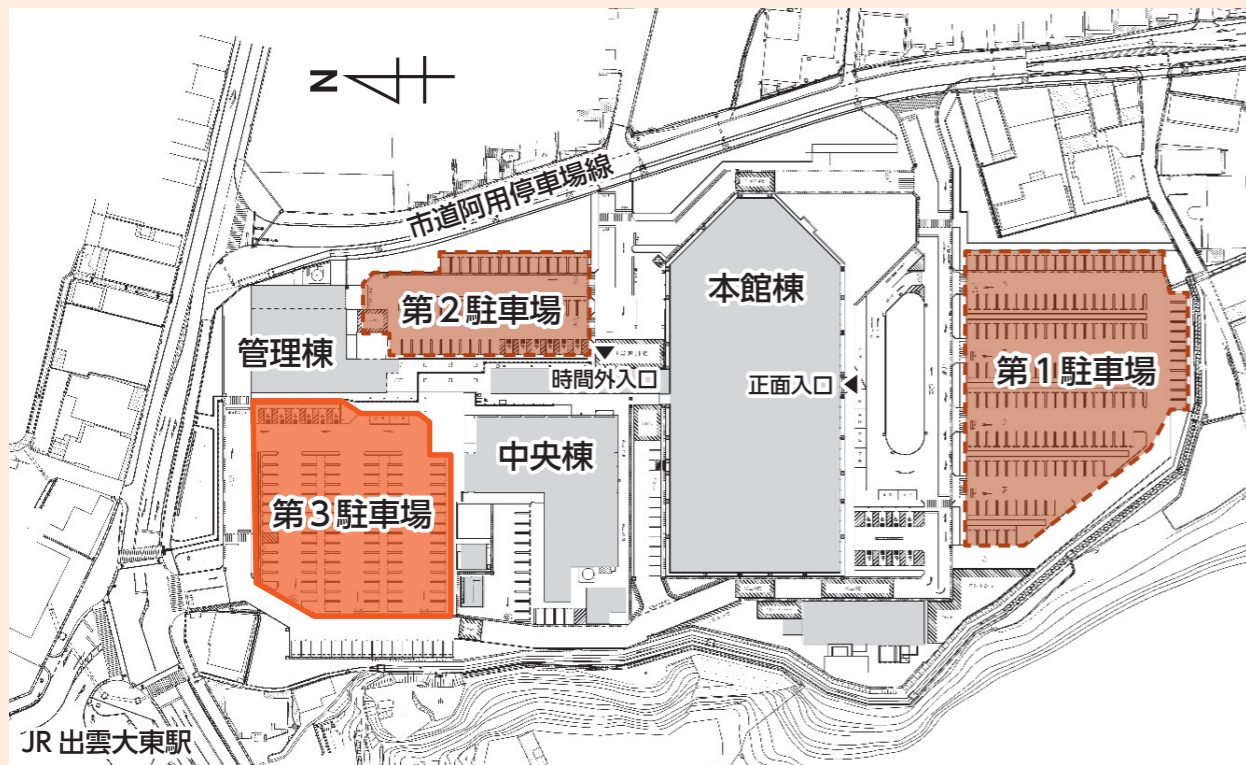 N
市道阿用停車場線
本館棟
第2駐車場
管理棟
時間外入口
正面入口
第1駐車場
中央棟
第3駐車場
JR 出雲大東駅